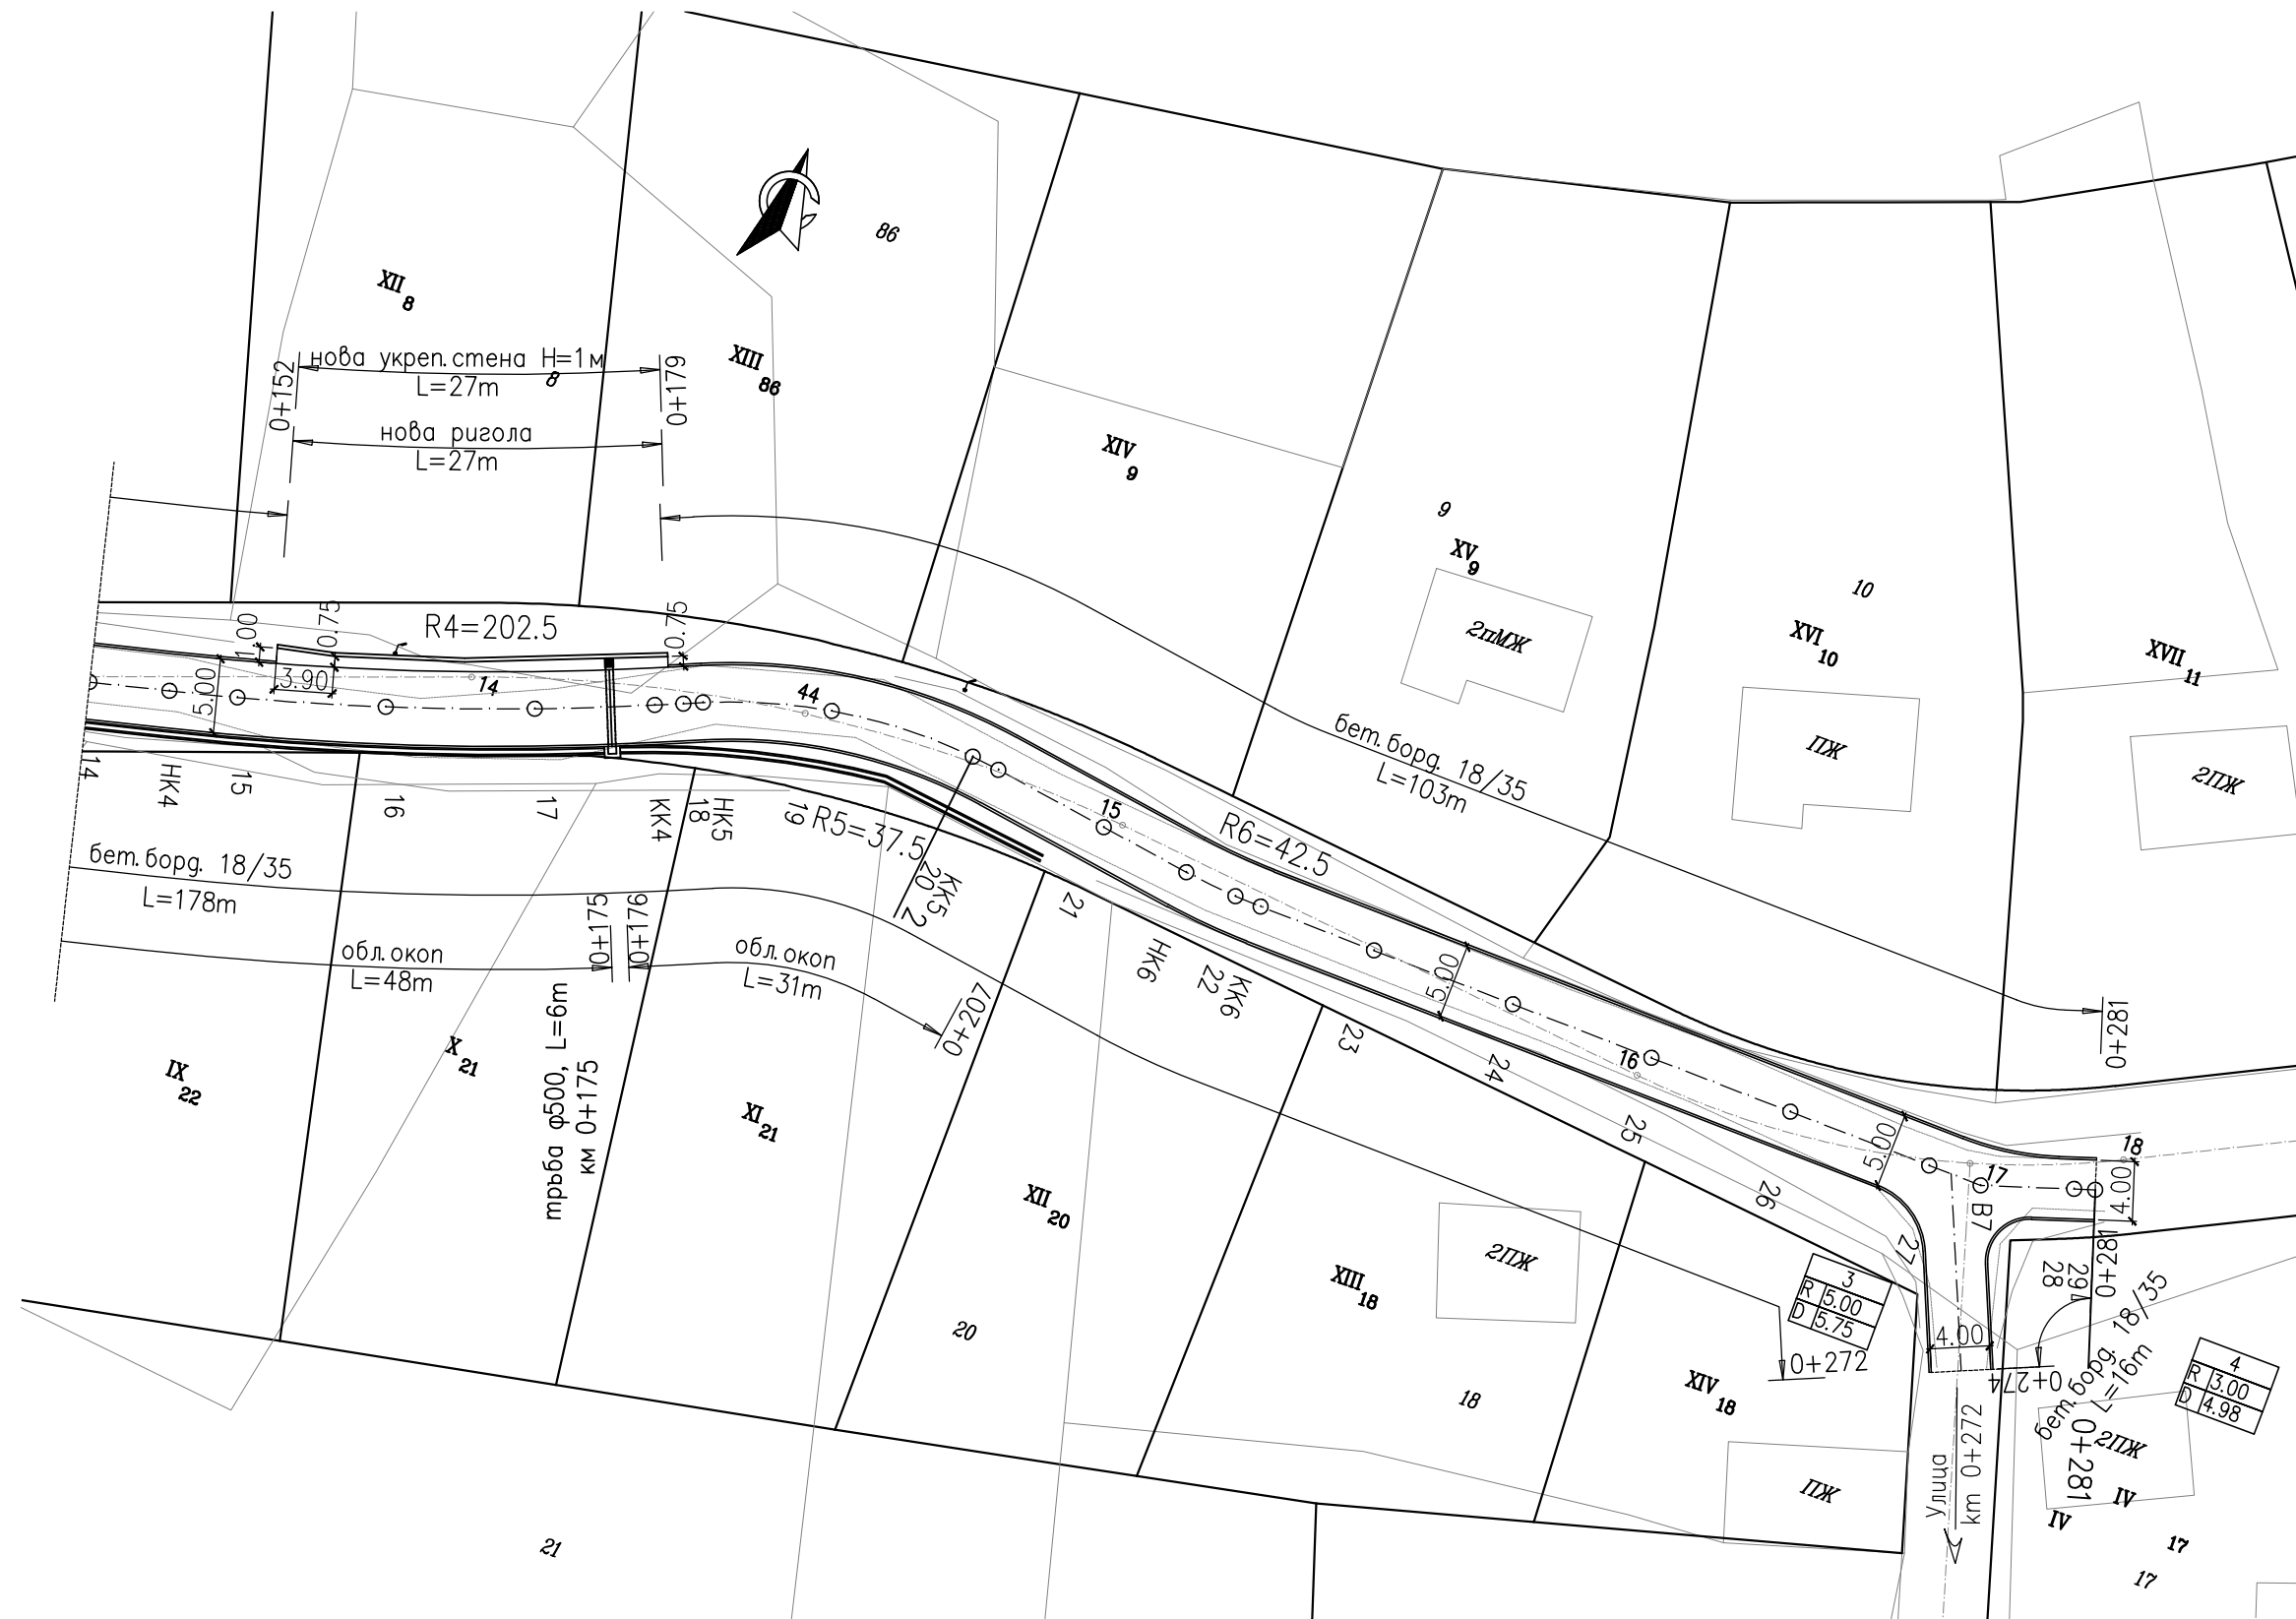 86
XII
8
нова укреп.стена H=1м
L=27m
8
0+152
0+179
XIII
86
нова ригола
L=27m
XIV
9
9
XV
9
10
XVI
10
XVII
11
2пМЖ
ПЖ
2ПЖ
R4=202.5
1.00
0.75
0.75
5.00
3.90
14
44
15
16
17
18
14
НК4
15
16
17
КК4
18
НК5
19
R5=37.5
КК5
20
2
21
НК6
22
КК6
23
24
25
26
27
B7
28
29
R6=42.5
бет.борд. 18/35
L=103m
бет.борд. 18/35
L=178m
обл.окоп
L=48m
0+175
0+176
обл.окоп
L=31m
0+207
тръба ф500, L=6m
км 0+175
5.00
5.00
4.00
4.00
0+281
0+281
IX
22
X
21
XI
21
XII
20
XIII
18
XIV
18
2ПЖ
20
18
21
ПЖ
3
R 5.00
D 5.75
0+272
0+274
бет.борд. 18/35
L=16m
0+281
4
R 3.00
D 4.98
Улица
km 0+272
2ПЖ
IV
IV
17
17